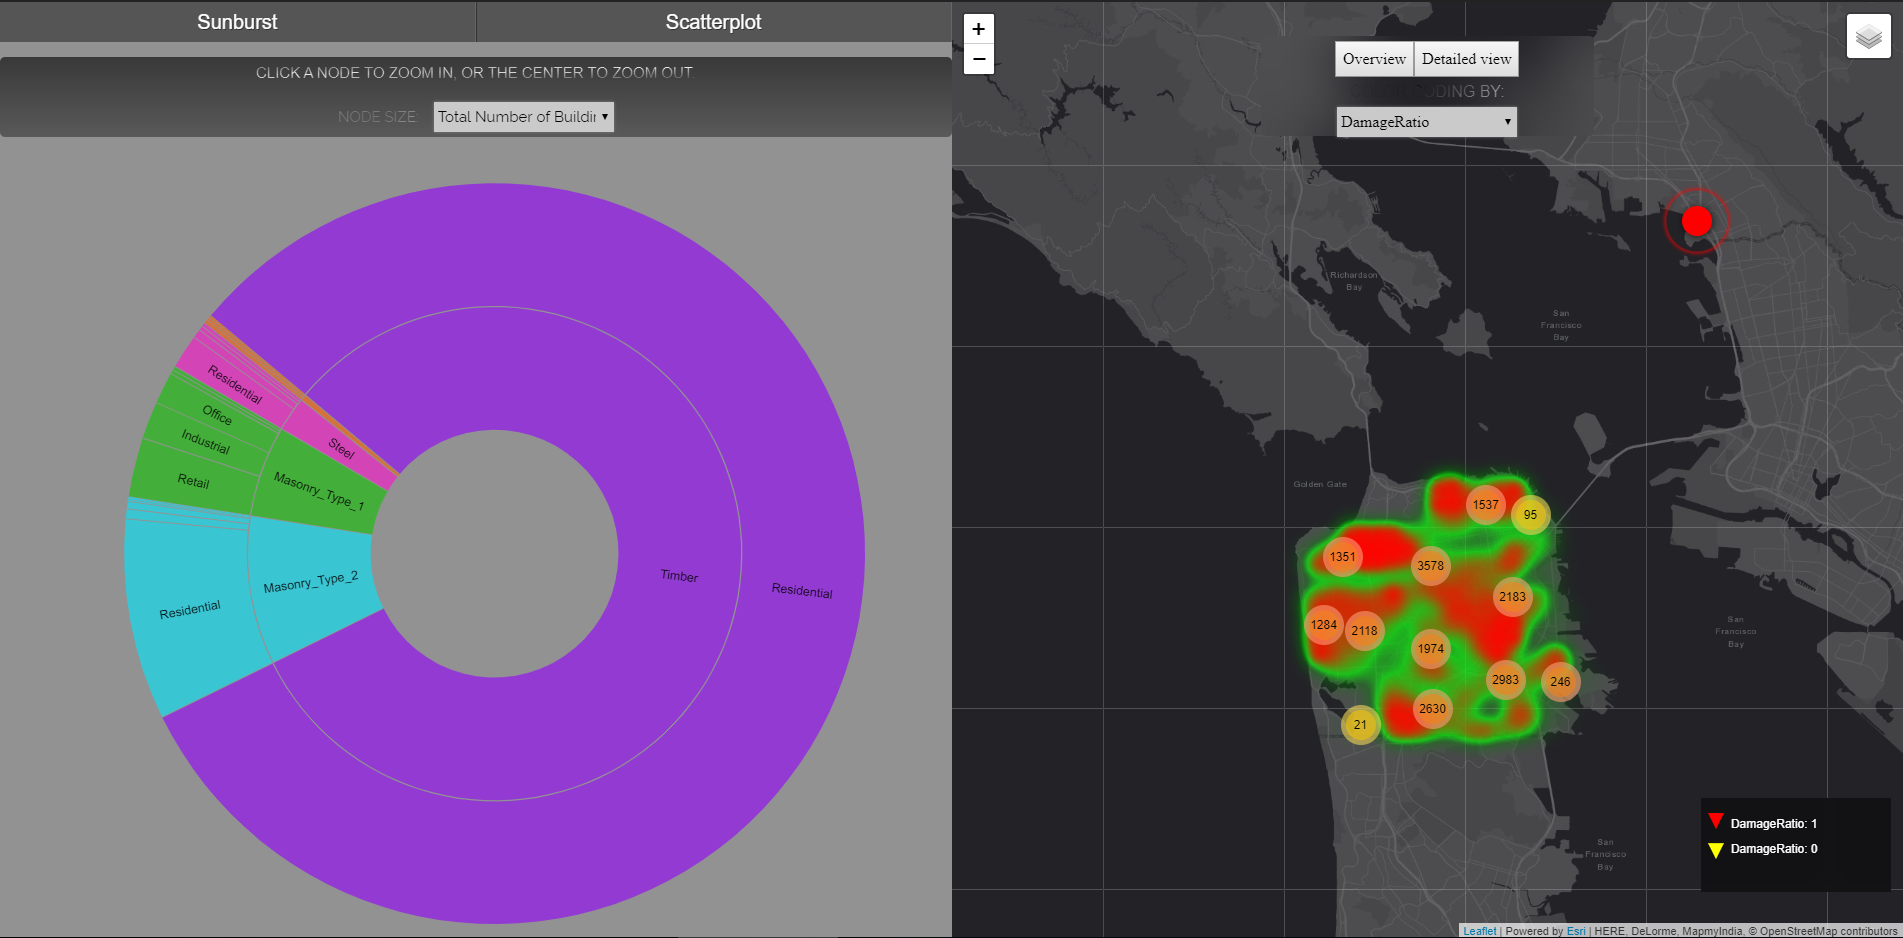 Sunburst
Scatterplot
CLICK A NODE TO ZOOM IN, OR THE CENTER TO ZOOM OUT.
NODE SIZE:
Total Number of Buildir
Residential
Steel
Office
Industrial
Retail
Masonry_Type_1
Masonry_Type_2
Residential
Timber
Residential
+
−
Overview
Detailed view
ODING BY:
DamageRatio
Richardson
Bay
San
Francisco
Bay
Golden Gate
1537
95
1351
3578
2183
1284
2118
1974
2983
246
2630
21
San
Francisco
Bay
San
Francisco
Bay
DamageRatio: 1
DamageRatio: 0
Leaflet | Powered by Esri | HERE, DeLorme, MapmyIndia, © OpenStreetMap contributors